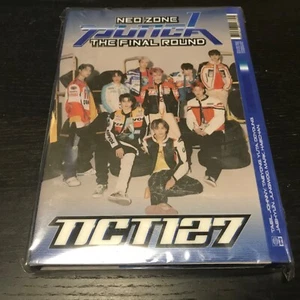 NEO ZONE
PUNCH
THE FINAL ROUND
NCT127